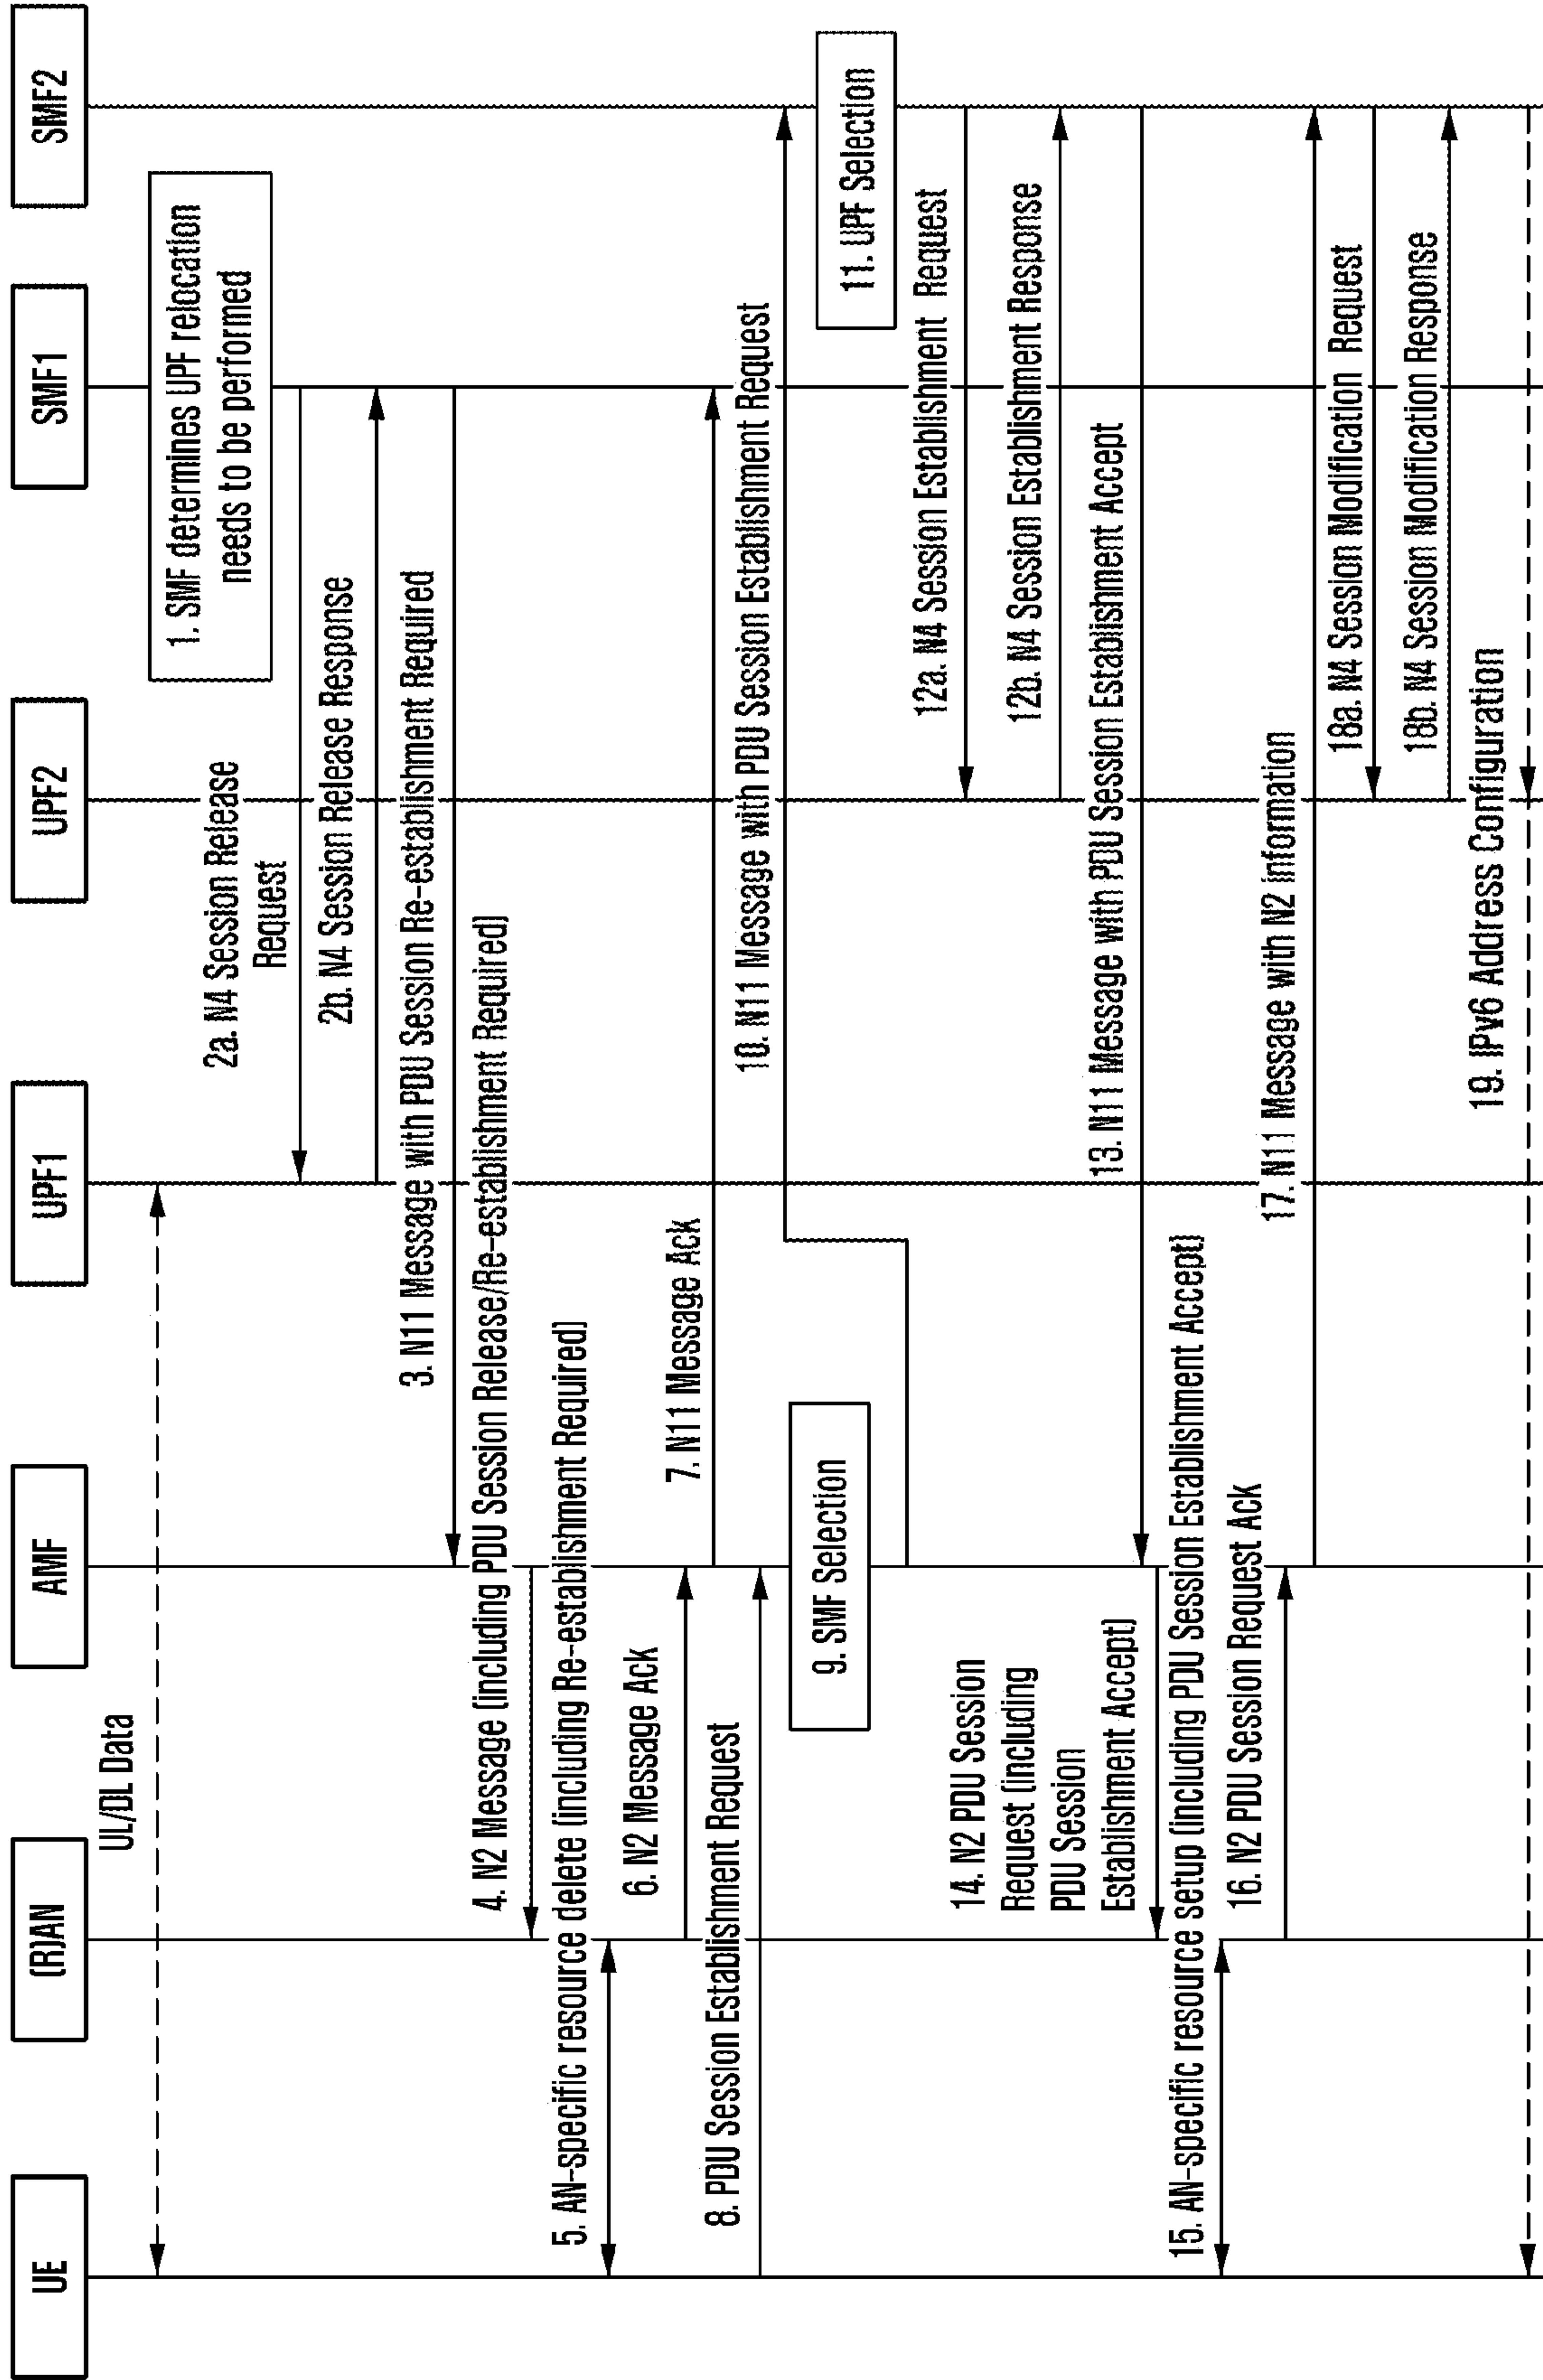 UE
(R)AN
AMF
UPF1
UPF2
SMF1
SMF2
UL/DL Data
1. SMF determines UPF relocation
needs to be performed
2a. N4 Session Release
Request
2b. N4 Session Release Response
3. N11 Message with PDU Session Re-establishment Required
4. N2 Message (including PDU Session Release/Re-establishment Required)
5. AN-specific resource delete (including Re-establishment Required)
6. N2 Message Ack
7. N11 Message Ack
8. PDU Session Establishment Request
9. SMF Selection
10. N11 Message with PDU Session Establishment Request
11. UPF Selection
12a. N4 Session Establishment Request
12b. N4 Session Establishment Response
13. N11 Message with PDU Session Establishment Accept
14. N2 PDU Session
Request (including
PDU Session
Establishment Accept)
15. AN-specific resource setup (including PDU Session Establishment Accept)
16. N2 PDU Session Request Ack
17. N11 Message with N2 information
18a. N4 Session Modification Request
18b. N4 Session Modification Response
19. IPv6 Address Configuration